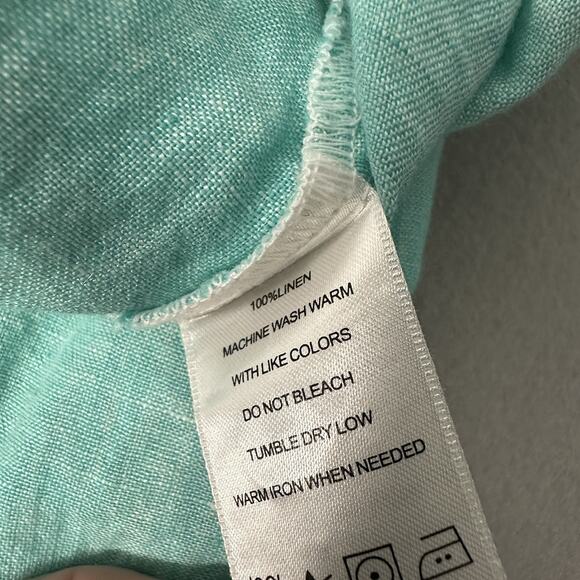 100%LINEN
MACHINE WASH WARM
WITH LIKE COLORS
DO NOT BLEACH
TUMBLE DRY LOW
WARM IRON WHEN NEEDED